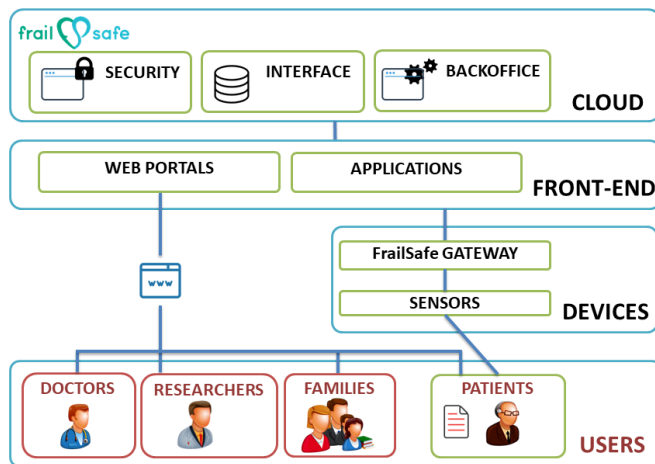 frail safe
SECURITY
INTERFACE
BACKOFFICE
CLOUD
WEB PORTALS
APPLICATIONS
FRONT-END
FrailSafe GATEWAY
www
SENSORS
DEVICES
DOCTORS
RESEARCHERS
FAMILIES
PATIENTS
USERS